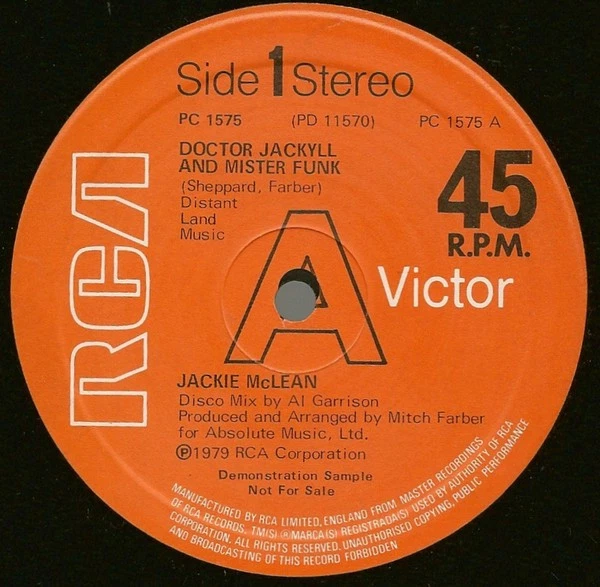 Side 1 Stereo
PC 1575 (PD 11570) PC 1575 A
DOCTOR JACKYLL
AND MISTER FUNK
(Sheppard, Farber)
Distant
Land
Music
45
R.P.M.
RCA
A
Victor
JACKIE McLEAN
Disco Mix by Al Garrison
Produced and Arranged by Mitch Farber
for Absolute Music, Ltd.
℗1979 RCA Corporation
Demonstration Sample
Not For Sale
MANUFACTURED BY RCA LIMITED, ENGLAND FROM MASTER RECORDINGS
OF RCA RECORDS. TM(S) ® MARCA(S) REGISTRADA(S) USED BY AUTHORITY OF RCA
CORPORATION. ALL RIGHTS RESERVED. UNAUTHORISED COPYING, PUBLIC PERFORMANCE
AND BROADCASTING OF THIS RECORD FORBIDDEN